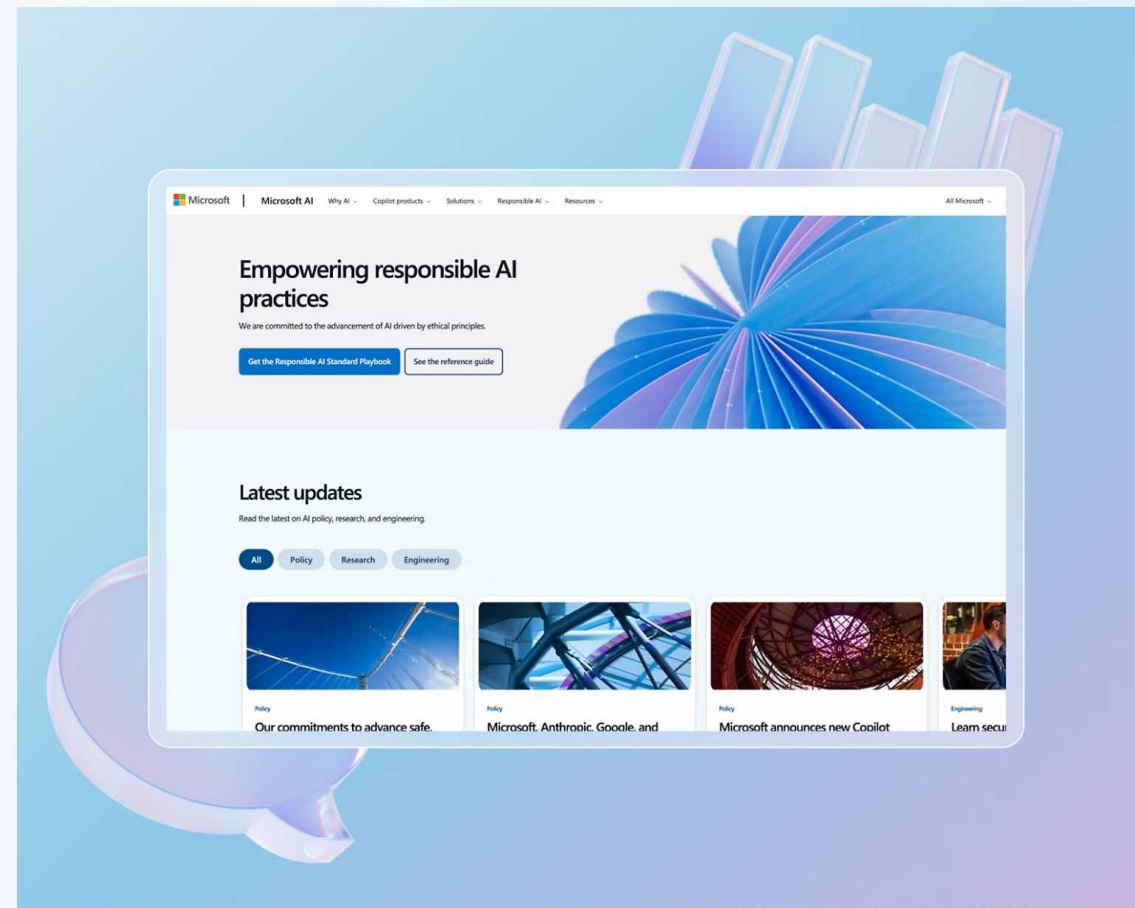 Microsoft | Microsoft AI Why AI Copilot products Solutions Responsible AI Resources All Microsoft
Empowering responsible AI
practices
We are committed to the advancement of AI driven by ethical principles.
Get the Responsible AI Standard Playbook See the reference guide
Latest updates
Read the latest on AI policy, research, and engineering.
All Policy Research Engineering
Policy Policy Policy Engineering
Our commitments to advance safe, Microsoft, Anthropic, Google, and Microsoft announces new Copilot Learn secu